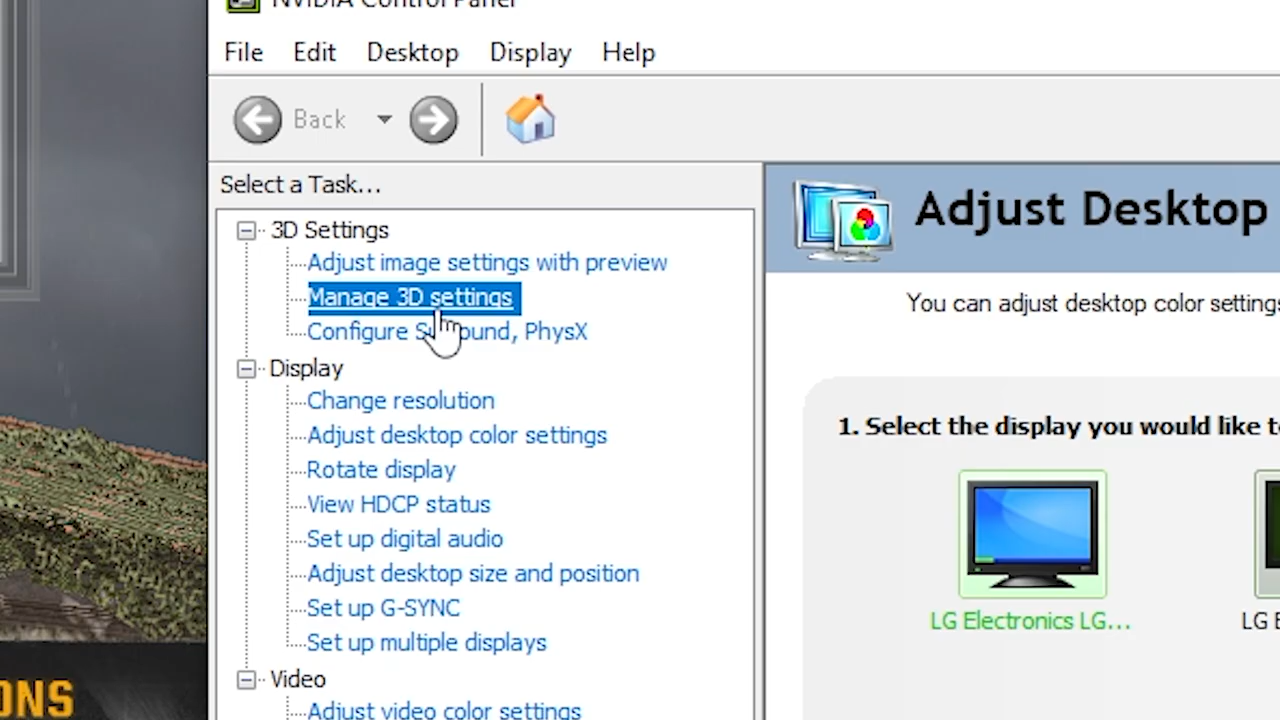 NVIDIA Control Panel
File Edit Desktop Display Help
Back
Select a Task...
3D Settings
Adjust image settings with preview
Manage 3D settings
Configure Surround, PhysX
Display
Change resolution
Adjust desktop color settings
Rotate display
View HDCP status
Set up digital audio
Adjust desktop size and position
Set up G-SYNC
Set up multiple displays
Video
Adjust video color settings
Adjust Desktop
You can adjust desktop color settings
1. Select the display you would like to
LG Electronics LG...
LG E
ONS